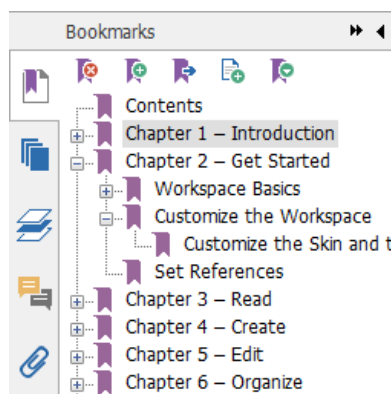 Bookmarks
Contents
Chapter 1 – Introduction
Chapter 2 – Get Started
Workspace Basics
Customize the Workspace
Customize the Skin and
Set References
Chapter 3 – Read
Chapter 4 – Create
Chapter 5 – Edit
Chapter 6 – Organize